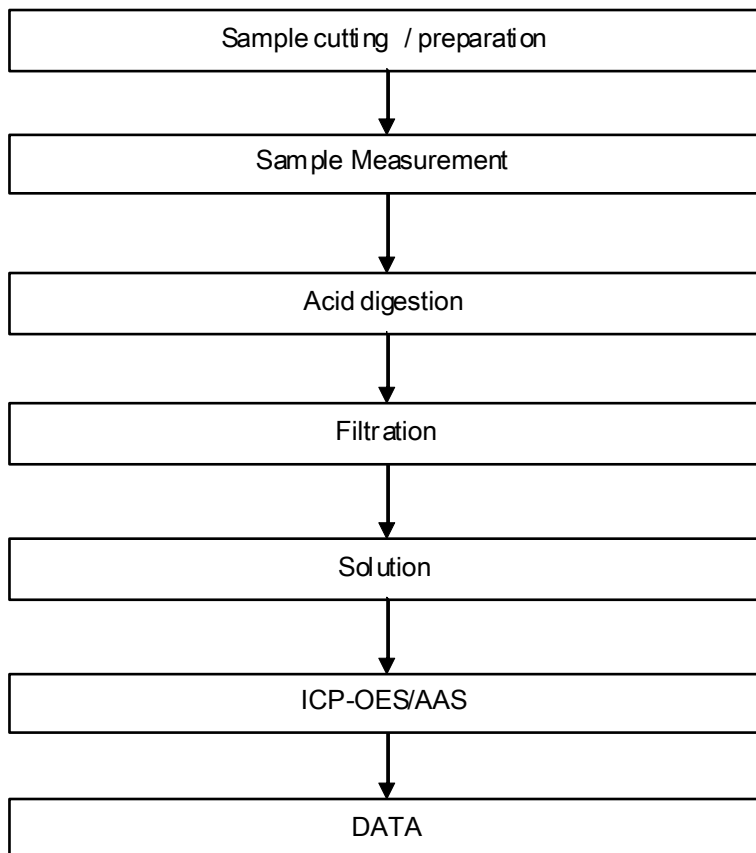 Sample cutting / preparation
Sample Measurement
Acid digestion
Filtration
Solution
ICP-OES/AAS
DATA